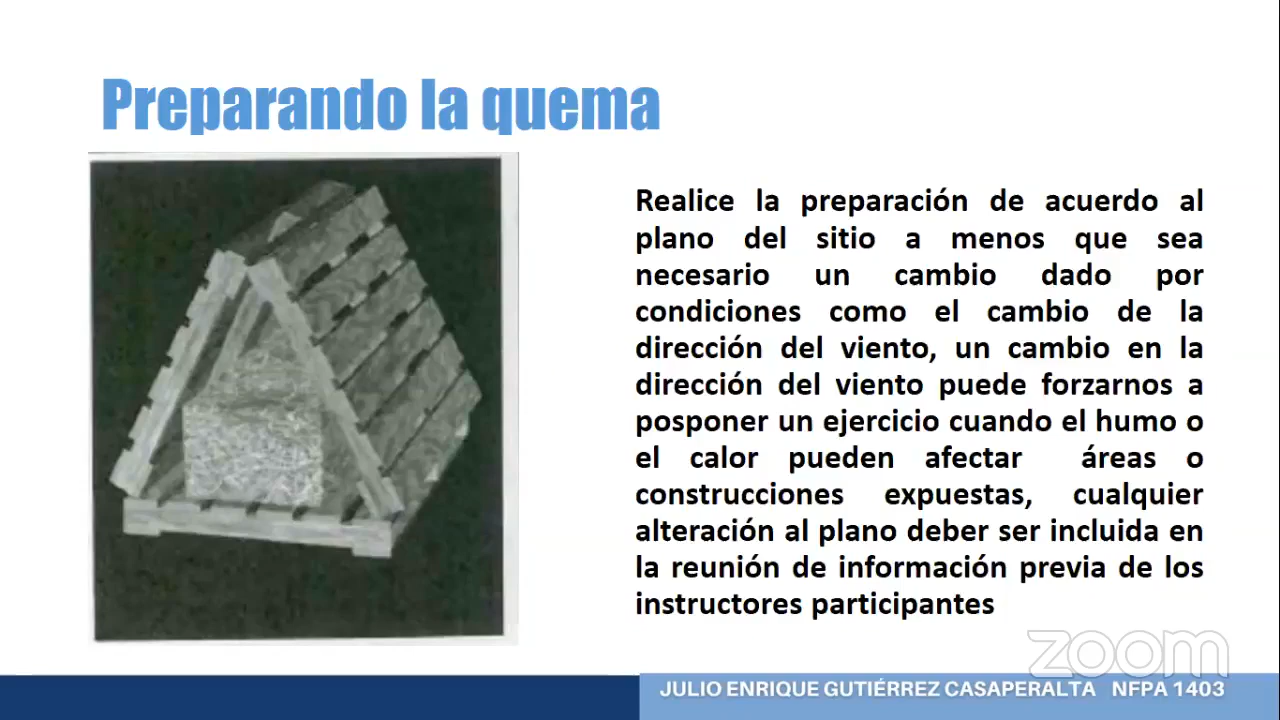 Preparando la quema
Realice la preparación de acuerdo al
plano del sitio a menos que sea
necesario un cambio dado por
condiciones como el cambio de la
dirección del viento, un cambio en la
dirección del viento puede forzarnos a
posponer un ejercicio cuando el humo o
el calor pueden afectar áreas o
construcciones expuestas, cualquier
alteración al plano deber ser incluida en
la reunión de información previa de los
instructores participantes
zoom
JULIO ENRIQUE GUTIÉRREZ CASAPERALTA NFPA 1403